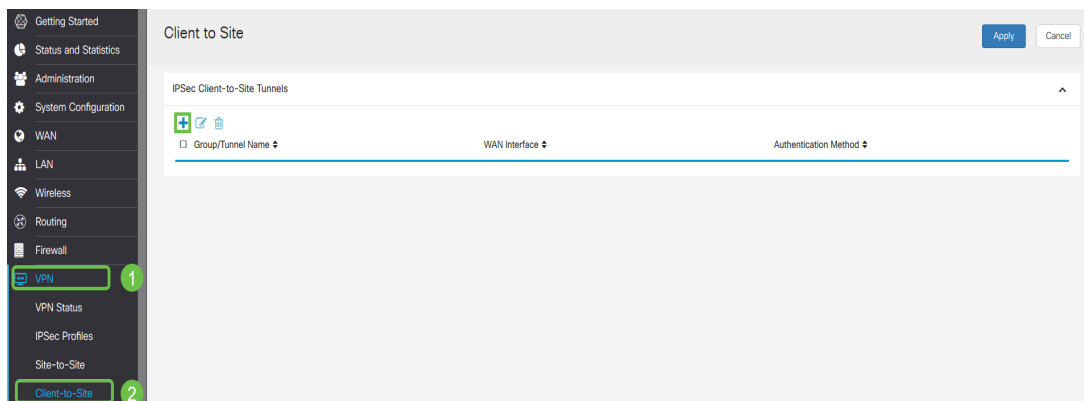 Getting Started
Status and Statistics
Administration
System Configuration
WAN
LAN
Wireless
Routing
Firewall
VPN 1
VPN Status
IPSec Profiles
Site-to-Site
Client-to-Site 2
Client to Site
Apply Cancel
IPSec Client-to-Site Tunnels
Group/Tunnel Name WAN Interface Authentication Method